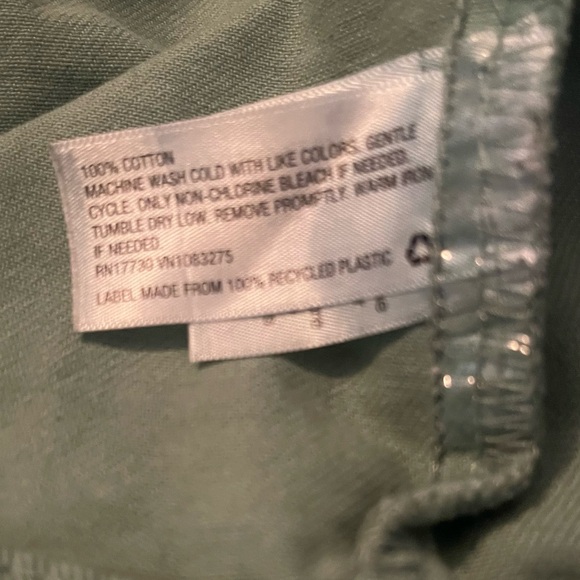 100% COTTON
MACHINE WASH COLD WITH LIKE COLORS. GENTLE
CYCLE. ONLY NON-CHLORINE BLEACH IF NEEDED.
TUMBLE DRY LOW. REMOVE PROMPTLY. WARM IRON
IF NEEDED.
RN17730 VN1083275
LABEL MADE FROM 100% RECYCLED PLASTIC